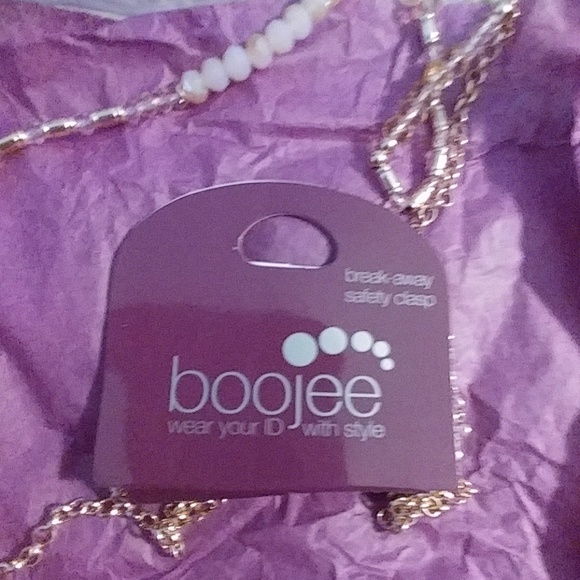 break-away
safety clasp
boojee
wear your ID with style